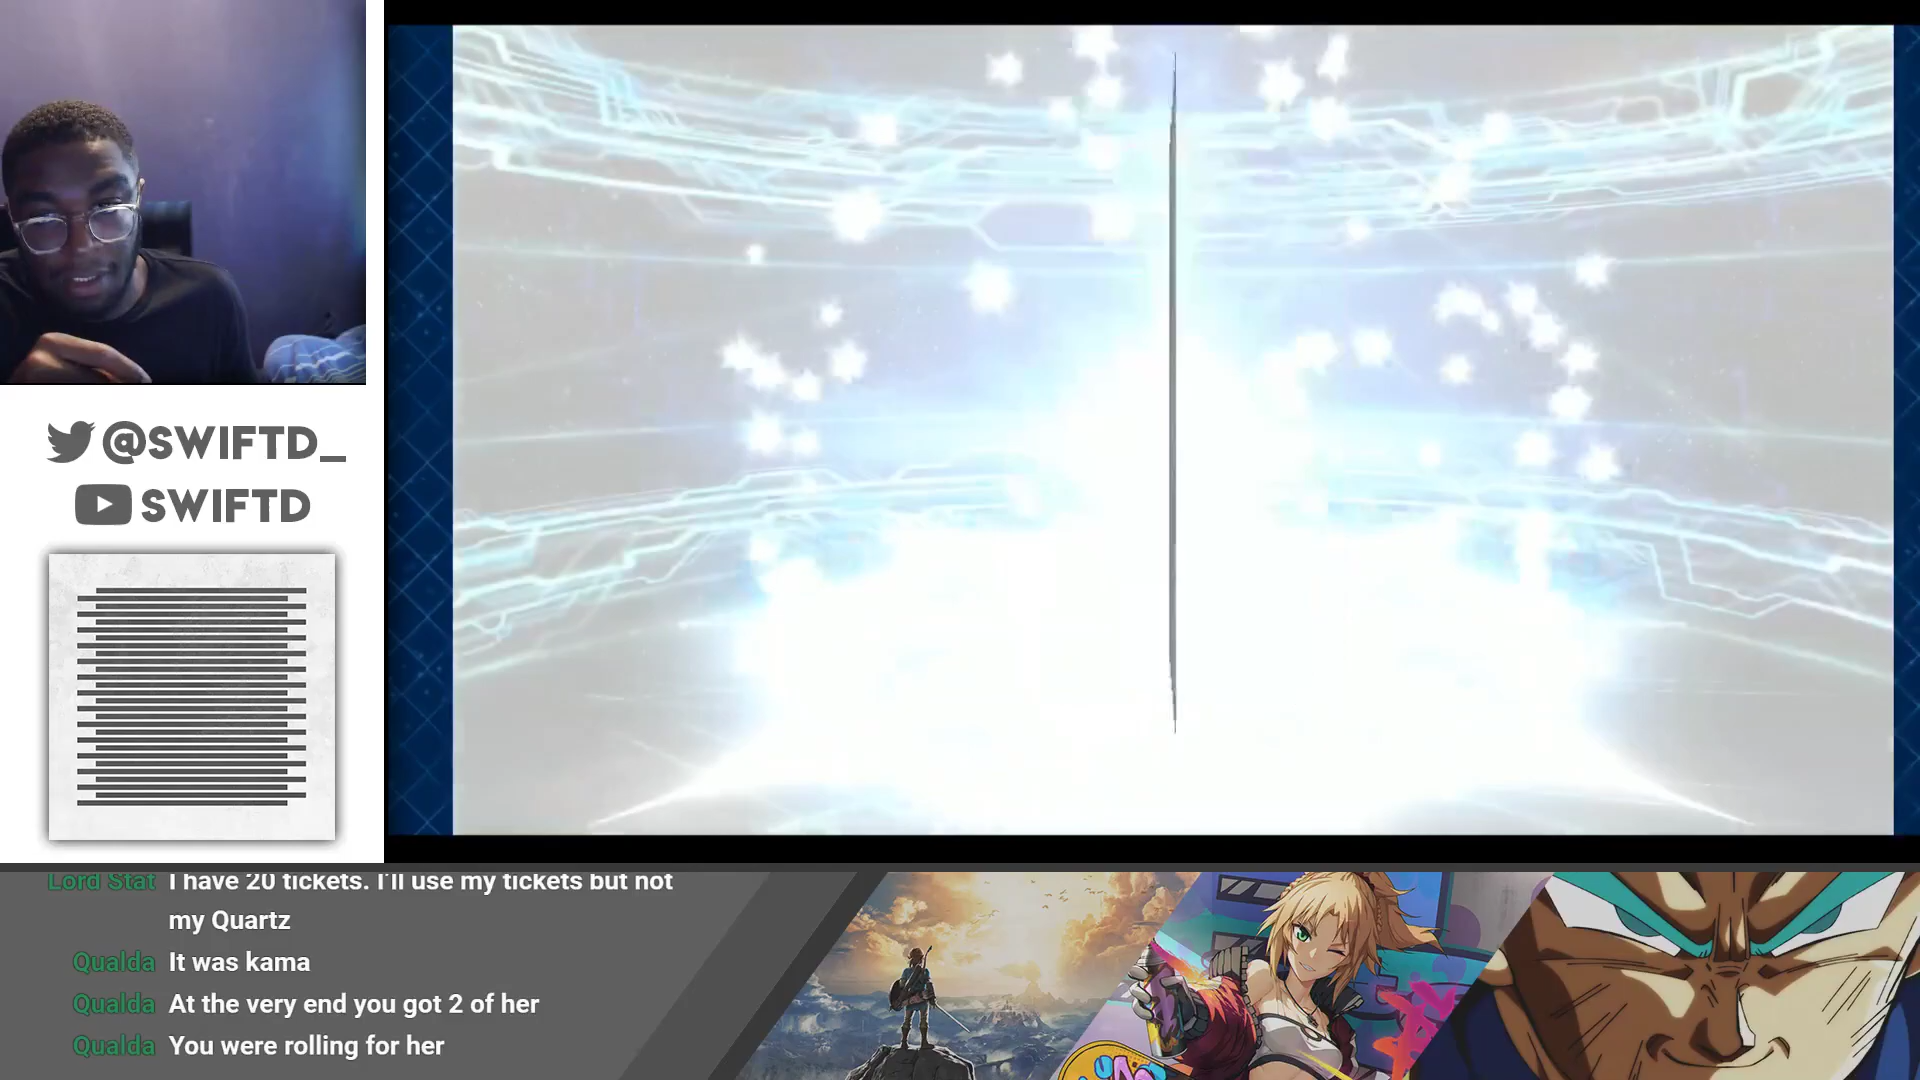 @SWIFTD_
SWIFTD
Lord Stat I have 20 tickets. I'll use my tickets but not
my Quartz
Qualda It was kama
Qualda At the very end you got 2 of her
Qualda You were rolling for her